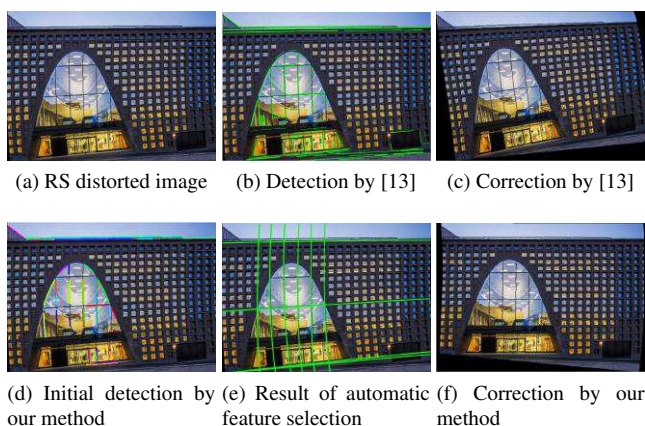 (a) RS distorted image
(b) Detection by [13]
(c) Correction by [13]
(d) Initial detection by
our method
(e) Result of automatic
feature selection
(f) Correction by our
method